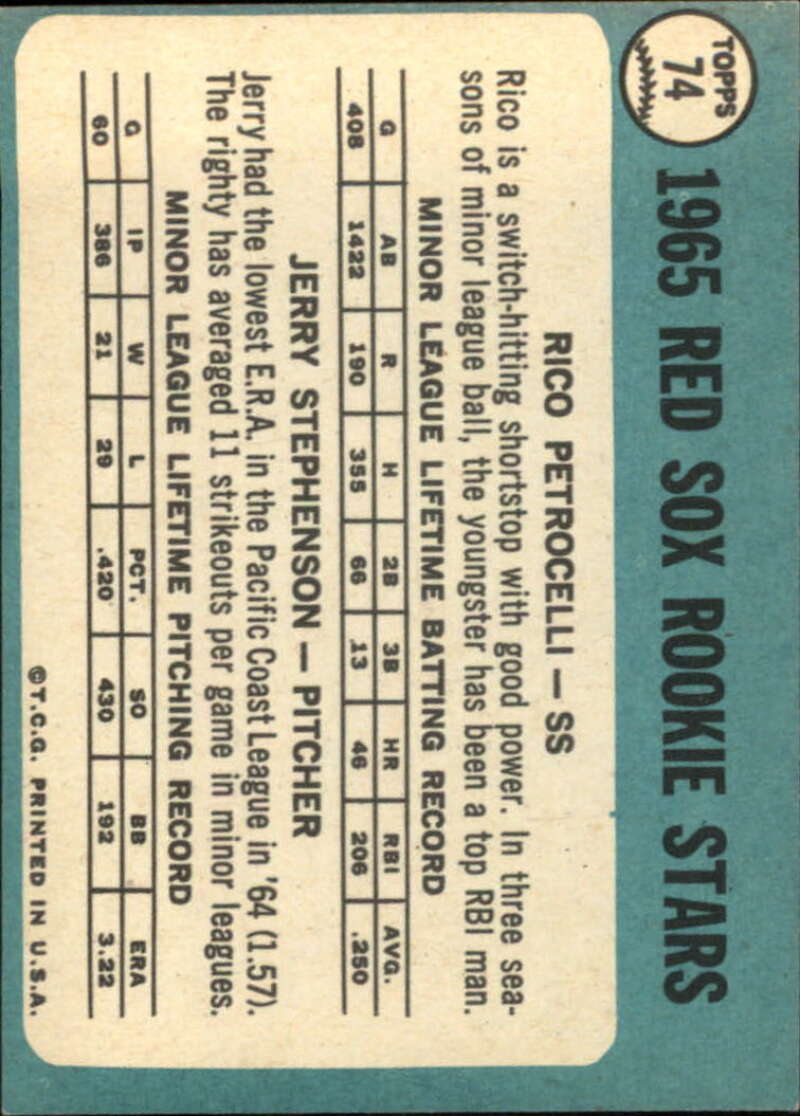 TOPPS
74
1965 RED SOX ROOKIE STARS
RICO PETROCELLI — SS
Rico is a switch-hitting shortstop with good power. In three sea-
sons of minor league ball, the youngster has been a top RBI man.
MINOR LEAGUE LIFETIME BATTING RECORD
G AB R H 2B 3B HR RBI AVG.
408 1422 190 355 66 13 46 206 .250
JERRY STEPHENSON — PITCHER
Jerry had the lowest E.R.A. in the Pacific Coast League in '64 (1.57).
The righty has averaged 11 strikeouts per game in minor leagues.
MINOR LEAGUE LIFETIME PITCHING RECORD
G IP W L PCT. SO BB ERA
60 386 21 29 .420 430 192 3.22
©T.C.G. PRINTED IN U.S.A.